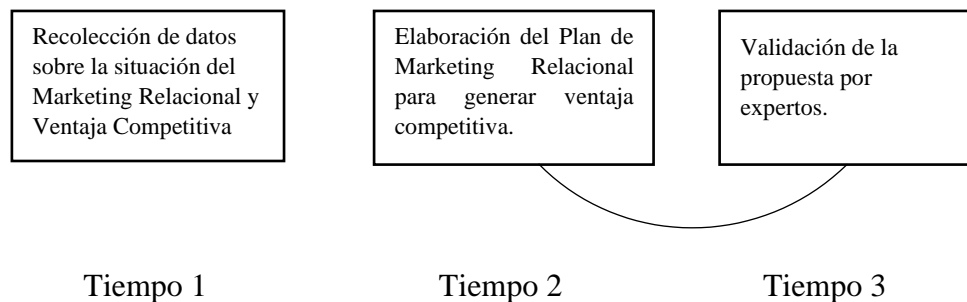 Recolección de datos
sobre la situación del
Marketing Relacional y
Ventaja Competitiva
Elaboración del Plan de
Marketing Relacional
para generar ventaja
competitiva.
Validación de la
propuesta por
expertos.
Tiempo 1
Tiempo 2
Tiempo 3